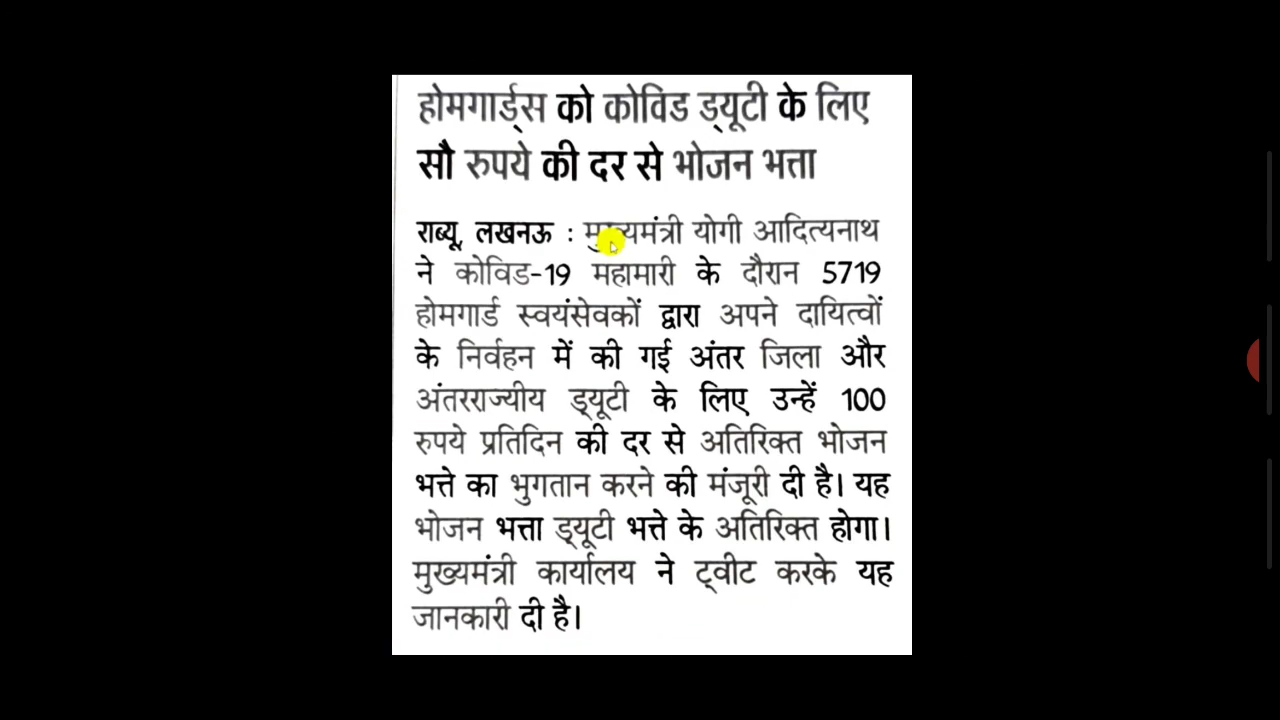 होमगार्ड्स को कोविड ड्यूटी के लिए
सौ रुपये की दर से भोजन भत्ता
राब्यू, लखनऊ : मुख्यमंत्री योगी आदित्यनाथ
ने कोविड-19 महामारी के दौरान 5719
होमगार्ड स्वयंसेवकों द्वारा अपने दायित्वों
के निर्वहन में की गई अंतर जिला और
अंतरराज्यीय ड्यूटी के लिए उन्हें 100
रुपये प्रतिदिन की दर से अतिरिक्त भोजन
भत्ते का भुगतान करने की मंजूरी दी है। यह
भोजन भत्ता ड्यूटी भत्ते के अतिरिक्त होगा।
मुख्यमंत्री कार्यालय ने ट्वीट करके यह
जानकारी दी है।